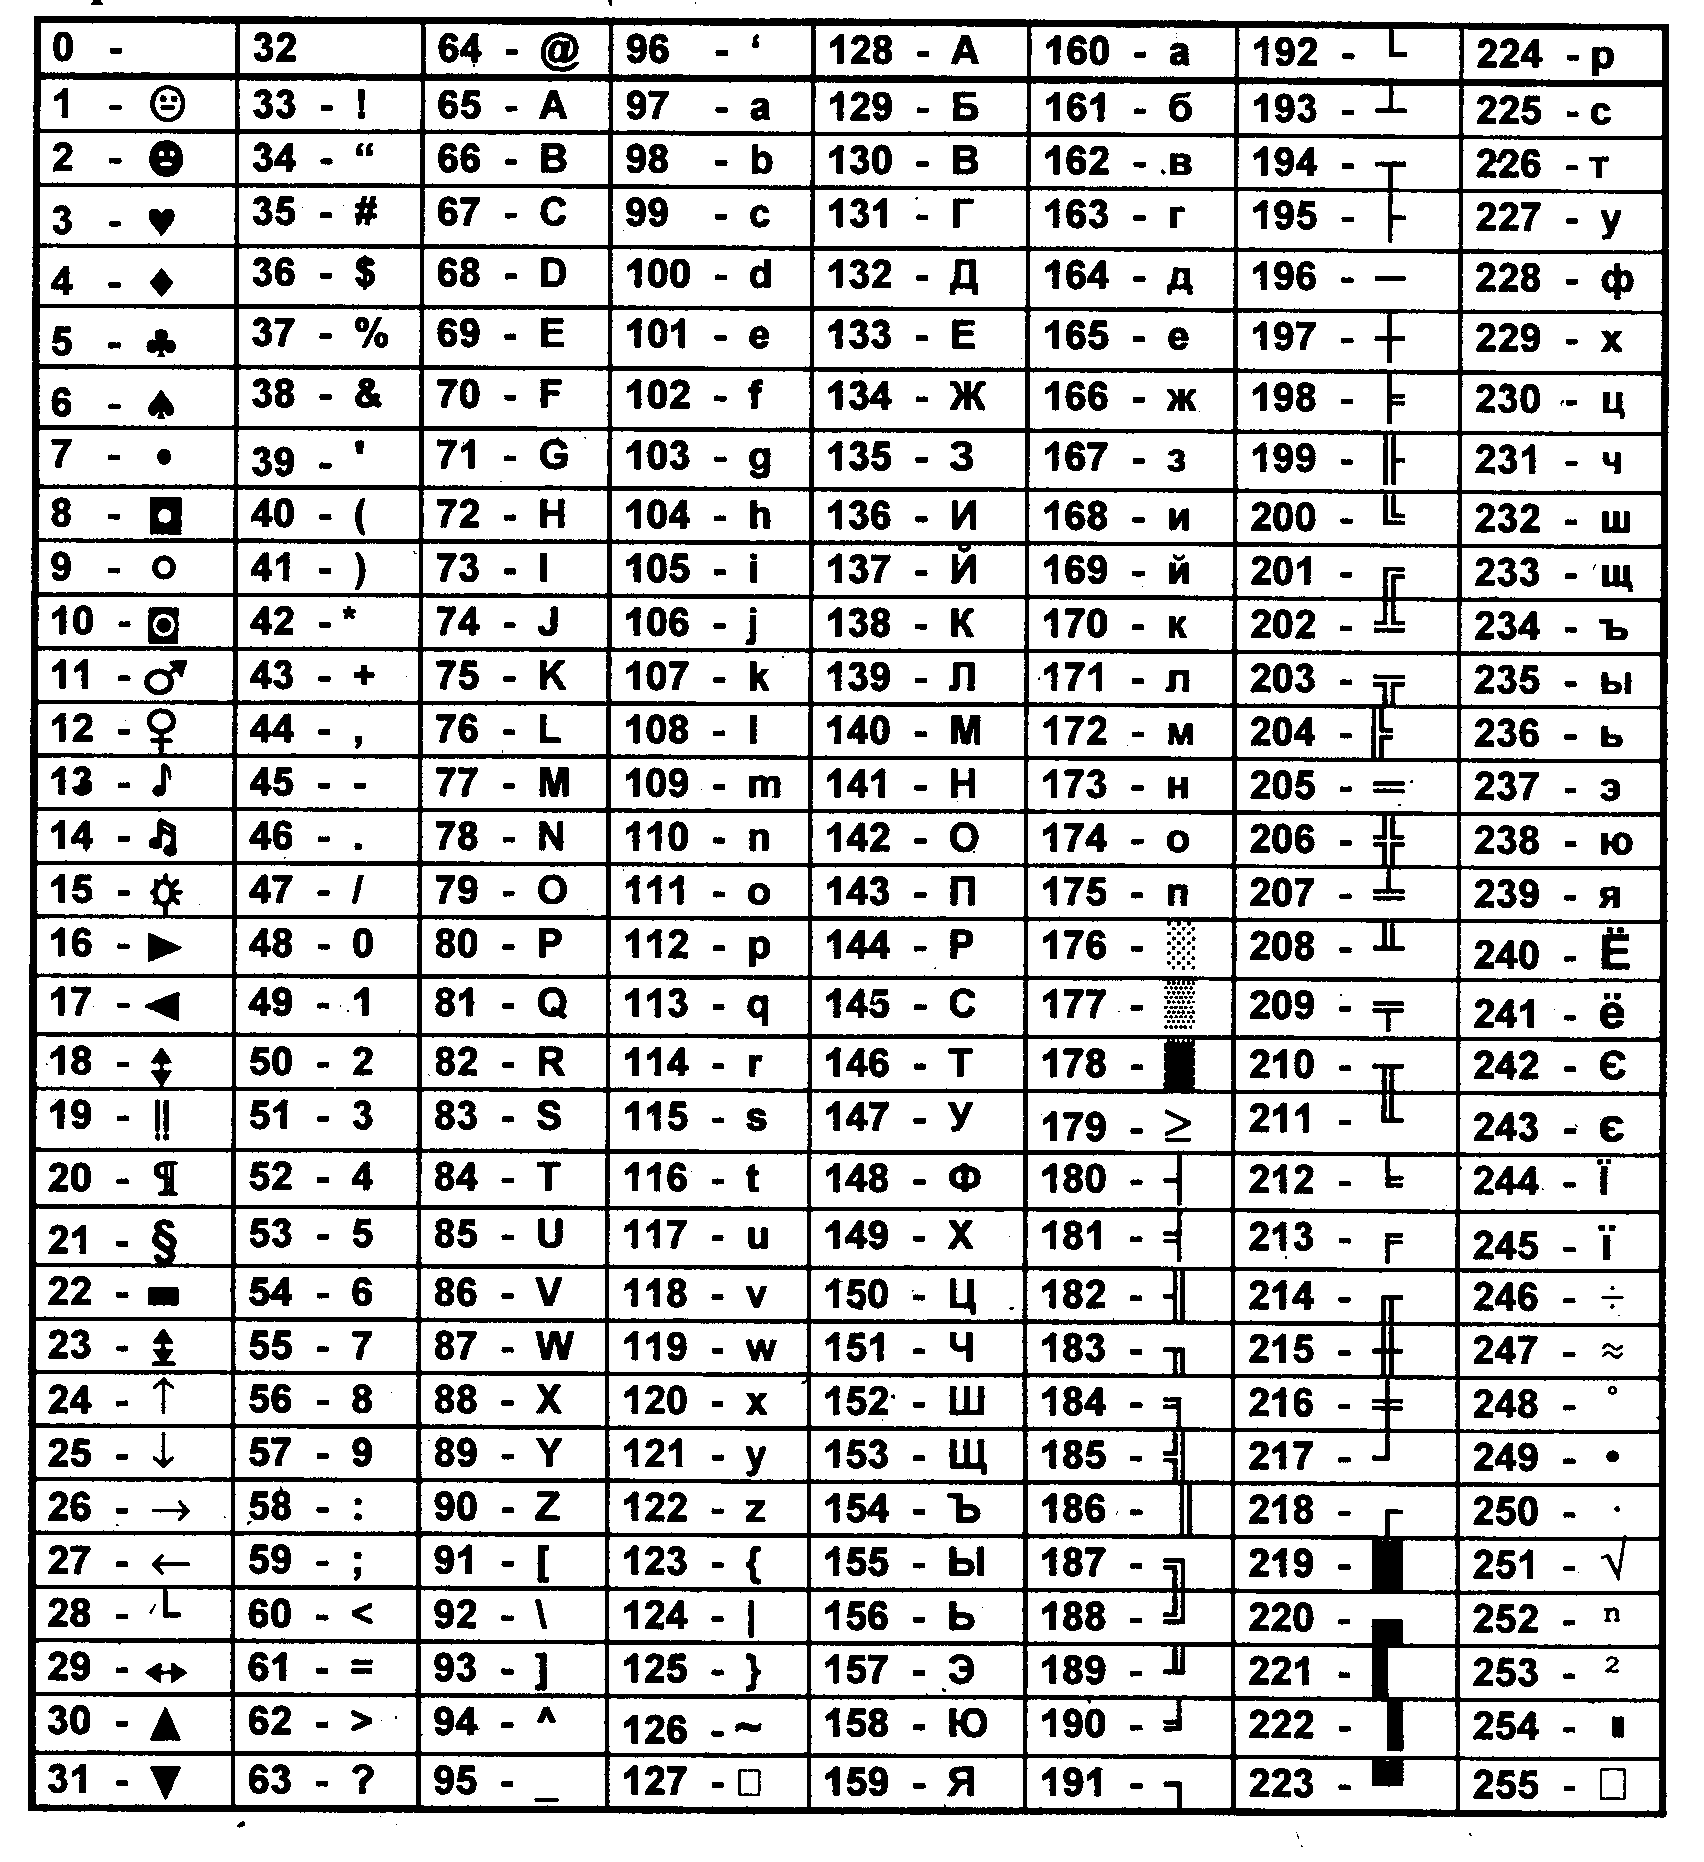 0 - 32 64 - @ 96 - ‘ 128 - А 160 - а 192 - └ 224 - р
1 - ☺ 33 - ! 65 - A 97 - a 129 - Б 161 - б 193 - ┴ 225 - с
2 - ☻ 34 - “ 66 - B 98 - b 130 - В 162 - в 194 - ┬ 226 - т
3 - ♥ 35 - # 67 - C 99 - c 131 - Г 163 - г 195 - ├ 227 - у
4 - ♦ 36 - $ 68 - D 100 - d 132 - Д 164 - д 196 - ─ 228 - ф
5 - ♣ 37 - % 69 - E 101 - e 133 - Е 165 - е 197 - ┼ 229 - х
6 - ♠ 38 - & 70 - F 102 - f 134 - Ж 166 - ж 198 - ╞ 230 - ц
7 - • 39 - ' 71 - G 103 - g 135 - З 167 - з 199 - ╟ 231 - ч
8 - ◘ 40 - ( 72 - H 104 - h 136 - И 168 - и 200 - ╚ 232 - ш
9 - ○ 41 - ) 73 - I 105 - i 137 - Й 169 - й 201 - ╔ 233 - щ
10 - ◙ 42 - * 74 - J 106 - j 138 - К 170 - к 202 - ╩ 234 - ъ
11 - ♂ 43 - + 75 - K 107 - k 139 - Л 171 - л 203 - ╦ 235 - ы
12 - ♀ 44 - , 76 - L 108 - l 140 - М 172 - м 204 - ╠ 236 - ь
13 - ♪ 45 - - 77 - M 109 - m 141 - Н 173 - н 205 - ═ 237 - э
14 - ♫ 46 - . 78 - N 110 - n 142 - О 174 - о 206 - ╬ 238 - ю
15 - ☼ 47 - / 79 - O 111 - o 143 - П 175 - п 207 - ╧ 239 - я
16 - ► 48 - 0 80 - P 112 - p 144 - Р 176 - ░ 208 - ╨ 240 - Ё
17 - ◄ 49 - 1 81 - Q 113 - q 145 - С 177 - ▒ 209 - ╤ 241 - ё
18 - ↕ 50 - 2 82 - R 114 - r 146 - Т 178 - ▓ 210 - ╥ 242 - Є
19 - ‼ 51 - 3 83 - S 115 - s 147 - У 179 - ≥ 211 - ╙ 243 - є
20 - ¶ 52 - 4 84 - T 116 - t 148 - Ф 180 - ┤ 212 - ╘ 244 - Ї
21 - § 53 - 5 85 - U 117 - u 149 - Х 181 - ╡ 213 - ╒ 245 - ї
22 - ▬ 54 - 6 86 - V 118 - v 150 - Ц 182 - ╢ 214 - ╓ 246 - ÷
23 - ↨ 55 - 7 87 - W 119 - w 151 - Ч 183 - ╖ 215 - ╫ 247 - ≈
24 - ↑ 56 - 8 88 - X 120 - x 152 - Ш 184 - ╕ 216 - ╪ 248 - °
25 - ↓ 57 - 9 89 - Y 121 - y 153 - Щ 185 - ╣ 217 - ┘ 249 - •
26 - → 58 - : 90 - Z 122 - z 154 - Ъ 186 - ║ 218 - ┌ 250 - ·
27 - ← 59 - ; 91 - [ 123 - { 155 - Ы 187 - ╗ 219 - █ 251 - √
28 - └ 60 - < 92 - \ 124 - | 156 - Ь 188 - ╝ 220 - ▄ 252 - ⁿ
29 - ↔ 61 - = 93 - ] 125 - } 157 - Э 189 - ╜ 221 - ▌ 253 - ²
30 - ▲ 62 - > 94 - ^ 126 - ~ 158 - Ю 190 - ╛ 222 - ▐ 254 - ▪
31 - ▼ 63 - ? 95 - _ 127 - □ 159 - Я 191 - ┐ 223 - ▀ 255 - □